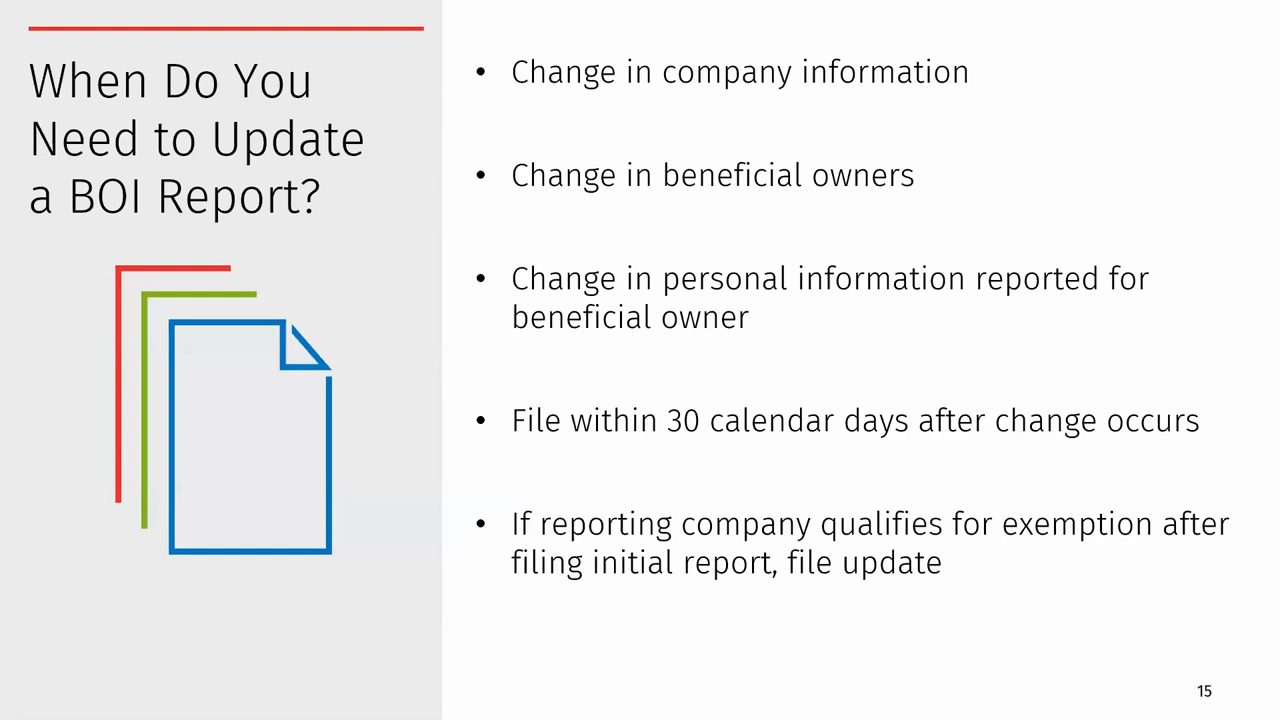 When Do You
Need to Update
a BOI Report?
• Change in company information
• Change in beneficial owners
• Change in personal information reported for
beneficial owner
• File within 30 calendar days after change occurs
• If reporting company qualifies for exemption after
filing initial report, file update
15